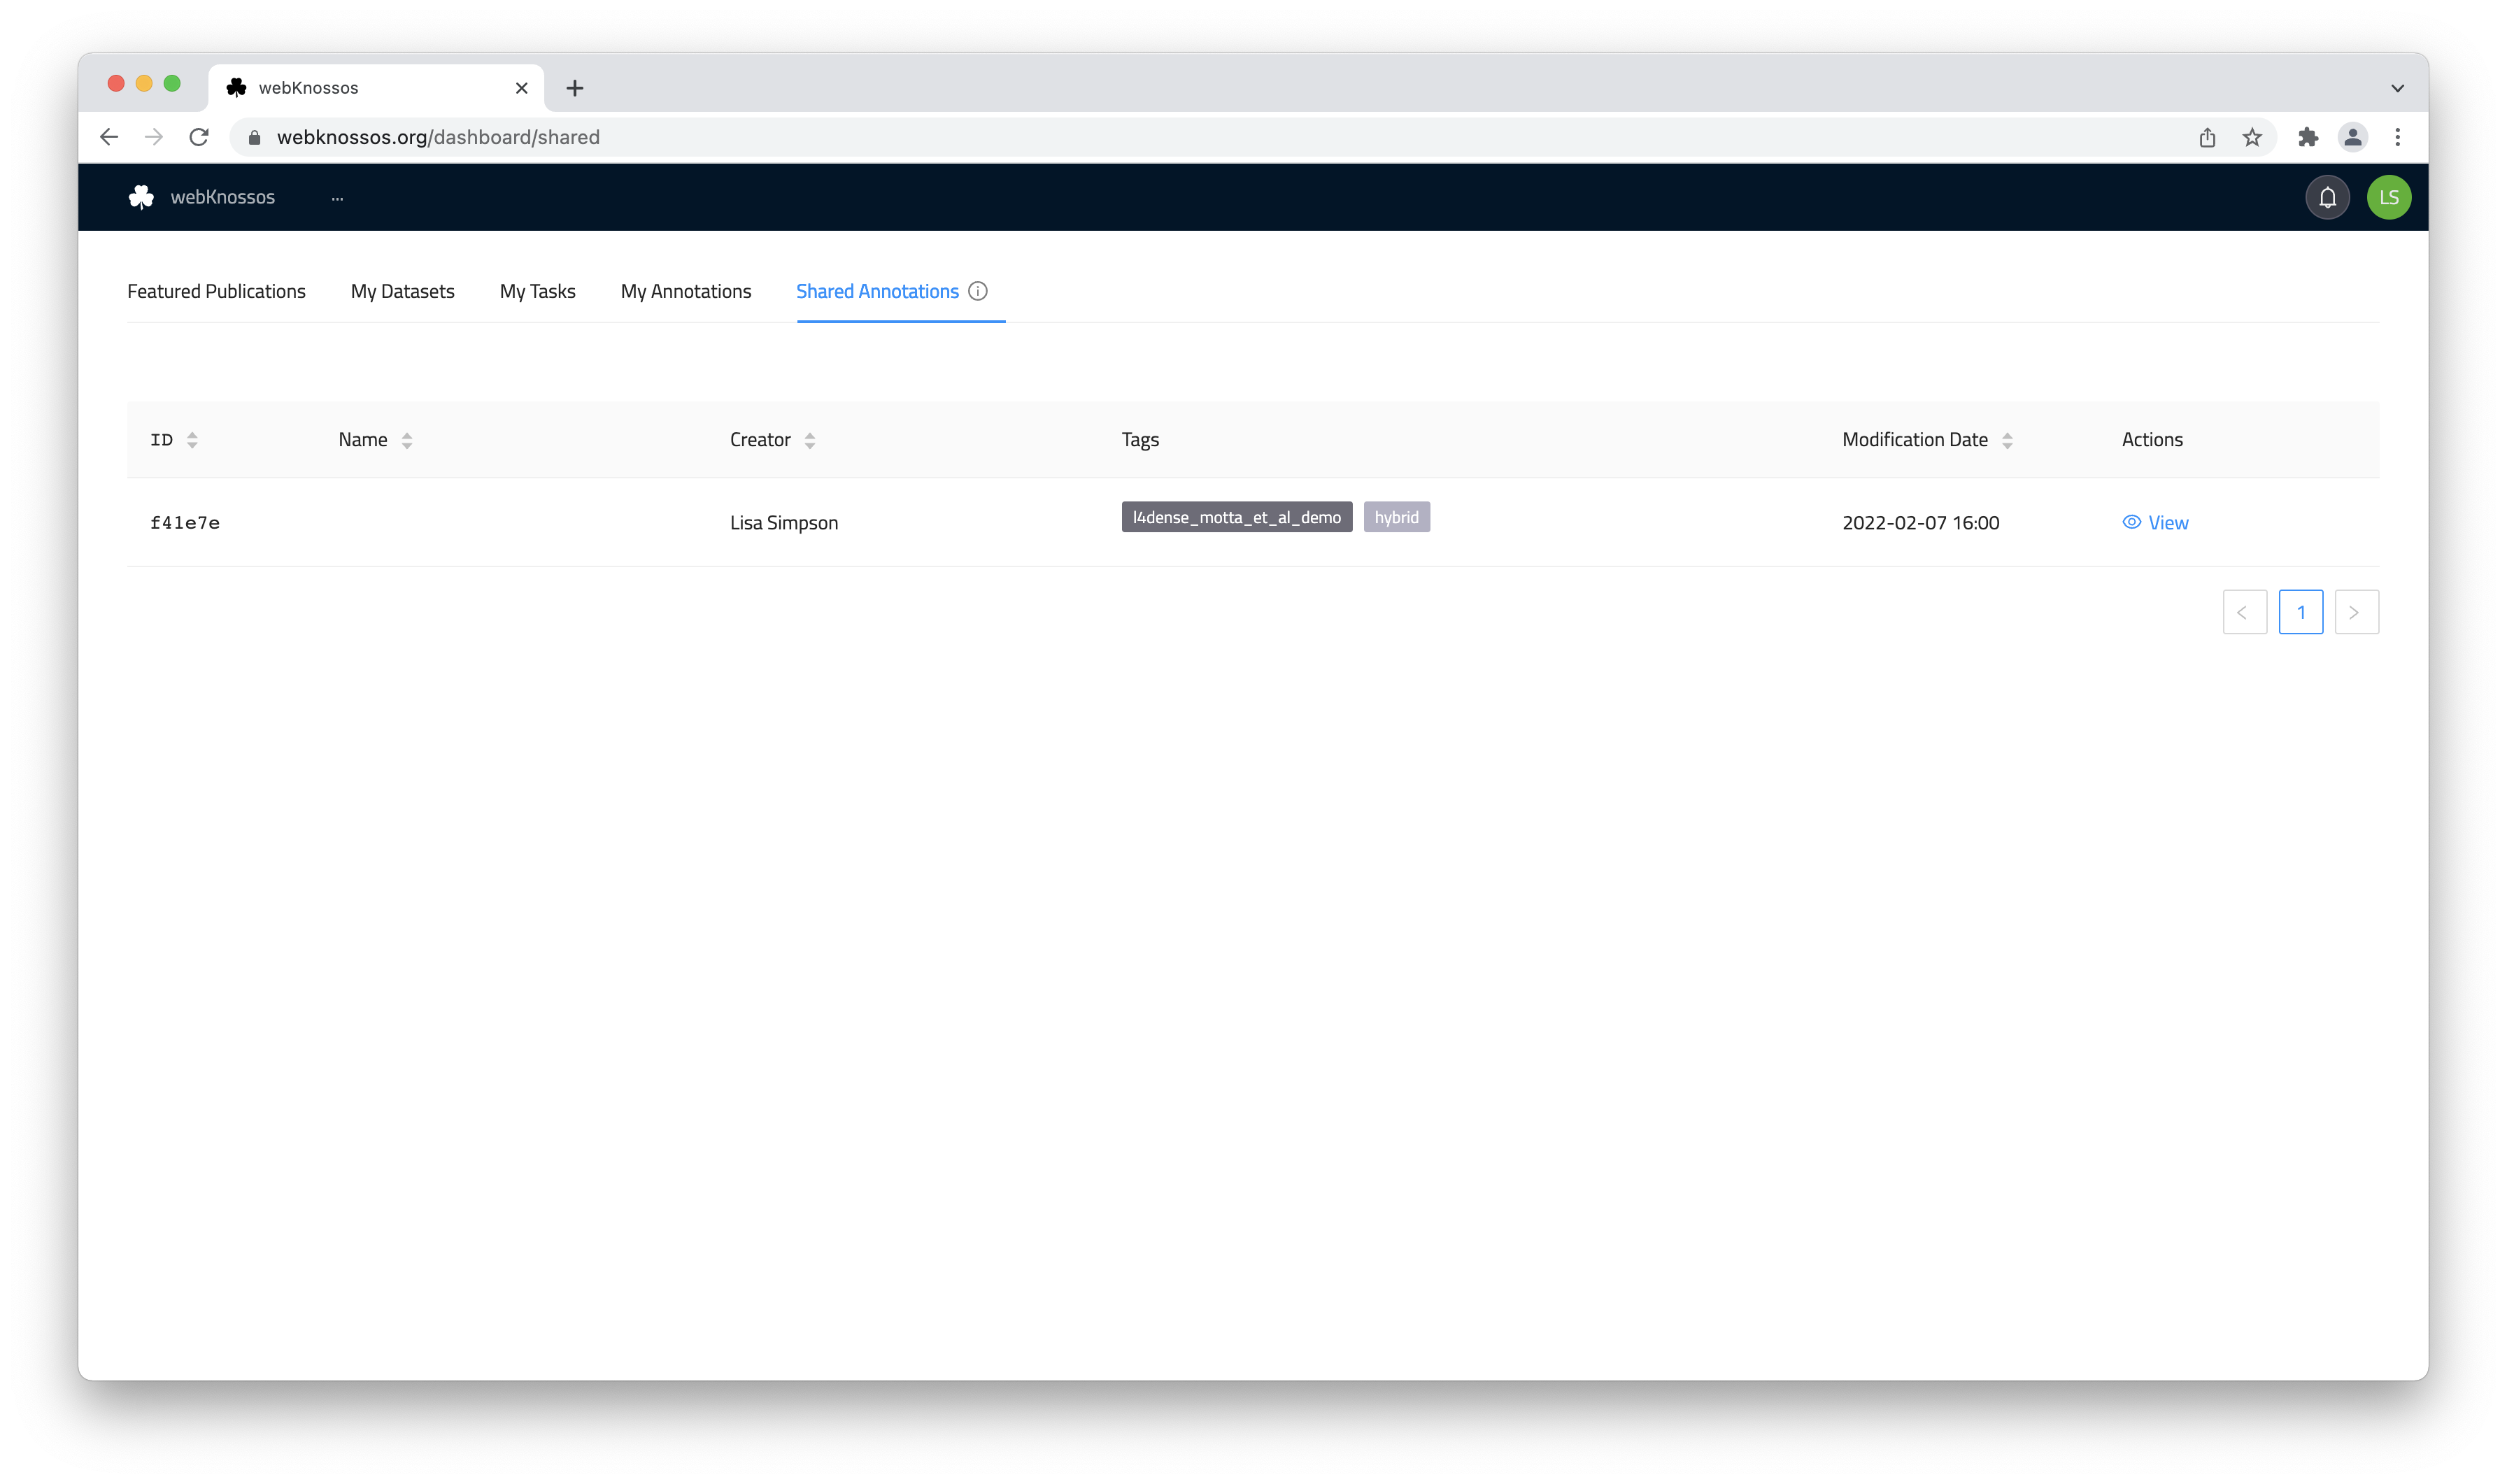 webKnossos
webknossos.org/dashboard/shared
webKnossos ... LS
Featured Publications My Datasets My Tasks My Annotations Shared Annotations
ID Name Creator Tags Modification Date Actions
f41e7e Lisa Simpson l4dense_motta_et_al_demo hybrid 2022-02-07 16:00 View
1